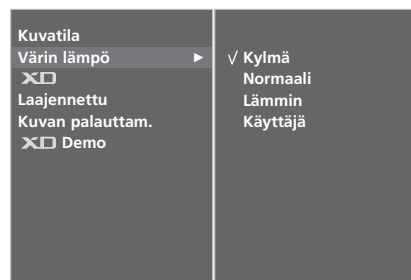 Kuvatila
Värin lämpö ►
XD
Laajennettu
Kuvan palauttam.
XD Demo
√ Kylmä
Normaali
Lämmin
Käyttäjä